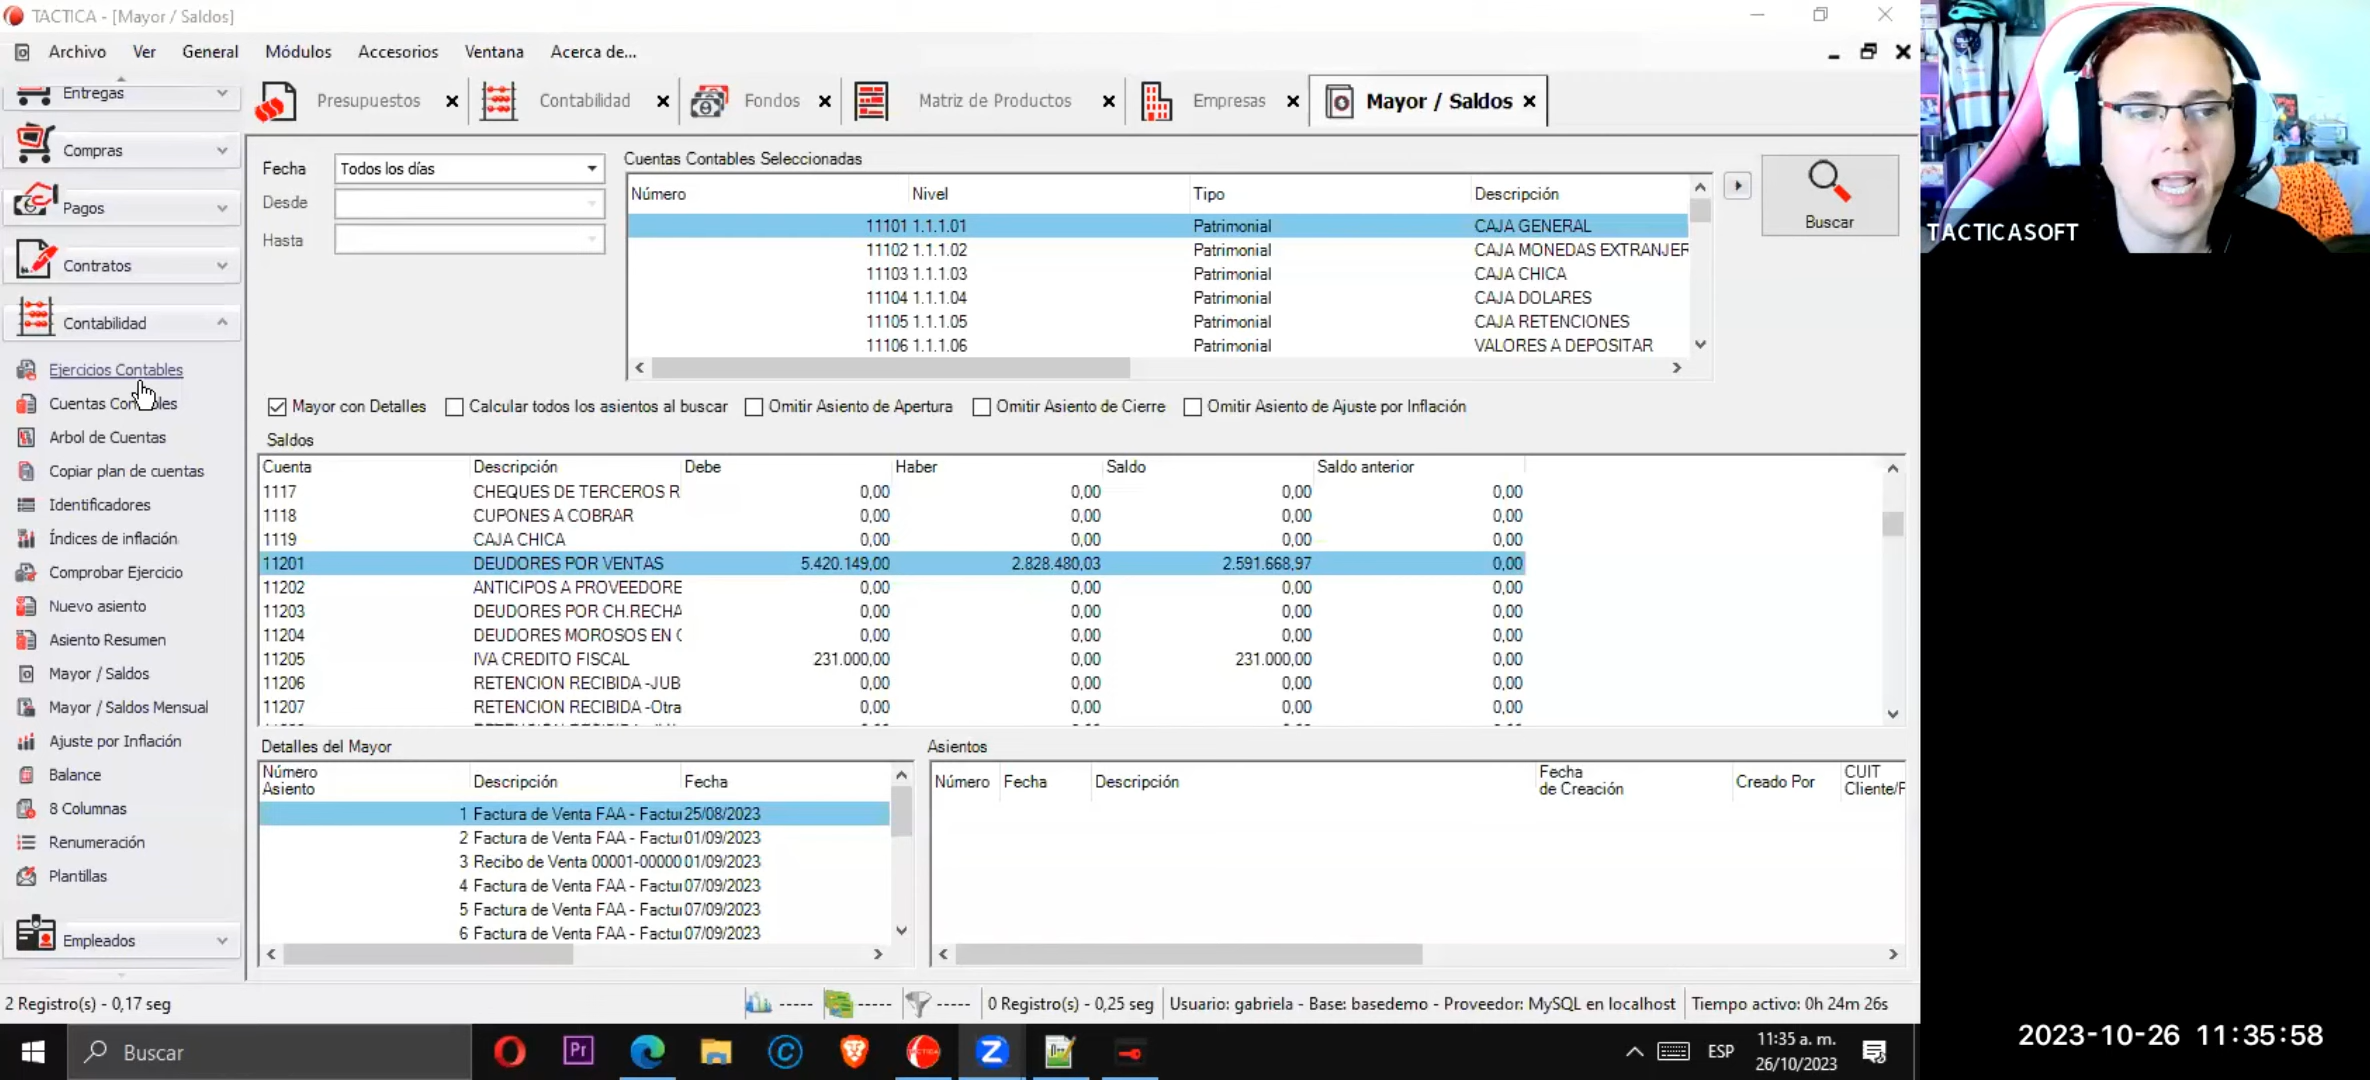 TACTICA - [Mayor / Saldos]
Archivo Ver General Módulos Accesorios Ventana Acerca de...
Entregas
Compras
Pagos
Contratos
Contabilidad
Ejercicios Contables
Cuentas Contables
Arbol de Cuentas
Copiar plan de cuentas
Identificadores
Índices de inflación
Comprobar Ejercicio
Nuevo asiento
Asiento Resumen
Mayor / Saldos
Mayor / Saldos Mensual
Ajuste por Inflación
Balance
8 Columnas
Renumeración
Plantillas
Empleados
Presupuestos Contabilidad Fondos Matriz de Productos Empresas Mayor / Saldos
Fecha Todos los días
Desde
Hasta
Cuentas Contables Seleccionadas
Número Nivel Tipo Descripción
11101 1.1.1.01 Patrimonial CAJA GENERAL
11102 1.1.1.02 Patrimonial CAJA MONEDAS EXTRANJER
11103 1.1.1.03 Patrimonial CAJA CHICA
11104 1.1.1.04 Patrimonial CAJA DOLARES
11105 1.1.1.05 Patrimonial CAJA RETENCIONES
11106 1.1.1.06 Patrimonial VALORES A DEPOSITAR
Buscar
Mayor con Detalles Calcular todos los asientos al buscar Omitir Asiento de Apertura Omitir Asiento de Cierre Omitir Asiento de Ajuste por Inflación
Saldos
Cuenta Descripción Debe Haber Saldo Saldo anterior
1117 CHEQUES DE TERCEROS R 0,00 0,00 0,00 0,00
1118 CUPONES A COBRAR 0,00 0,00 0,00 0,00
1119 CAJA CHICA 0,00 0,00 0,00 0,00
11201 DEUDORES POR VENTAS 5.420.149,00 2.828.480,03 2.591.668,97 0,00
11202 ANTICIPOS A PROVEEDORE 0,00 0,00 0,00 0,00
11203 DEUDORES POR CH.RECHA 0,00 0,00 0,00 0,00
11204 DEUDORES MOROSOS EN 0,00 0,00 0,00 0,00
11205 IVA CREDITO FISCAL 231.000,00 0,00 231.000,00 0,00
11206 RETENCION RECIBIDA -JUB 0,00 0,00 0,00 0,00
11207 RETENCION RECIBIDA -Otra 0,00 0,00 0,00 0,00
Detalles del Mayor
Número Asiento Descripción Fecha
1 Factura de Venta FAA - Factu 25/08/2023
2 Factura de Venta FAA - Factu 01/09/2023
3 Recibo de Venta 00001-00000 01/09/2023
4 Factura de Venta FAA - Factu 07/09/2023
5 Factura de Venta FAA - Factu 07/09/2023
6 Factura de Venta FAA - Factu 07/09/2023
Asientos
Número Fecha Descripción Fecha de Creación Creado Por CUIT Cliente/F
2 Registro(s) - 0,17 seg ----- ----- ----- 0 Registro(s) - 0,25 seg Usuario: gabriela - Base: basedemo - Proveedor: MySQL en localhost Tiempo activo: 0h 24m 26s
Buscar
Pr
ESP
11:35 a. m.
26/10/2023
TACTICASOFT
2023-10-26 11:35:58